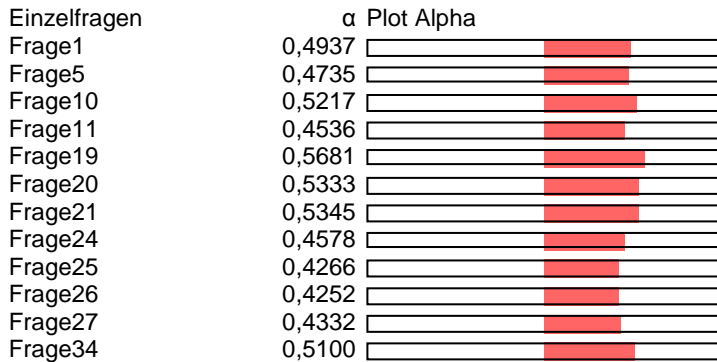 Einzelfragen α Plot Alpha
Frage1 0,4937
Frage5 0,4735
Frage10 0,5217
Frage11 0,4536
Frage19 0,5681
Frage20 0,5333
Frage21 0,5345
Frage24 0,4578
Frage25 0,4266
Frage26 0,4252
Frage27 0,4332
Frage34 0,5100